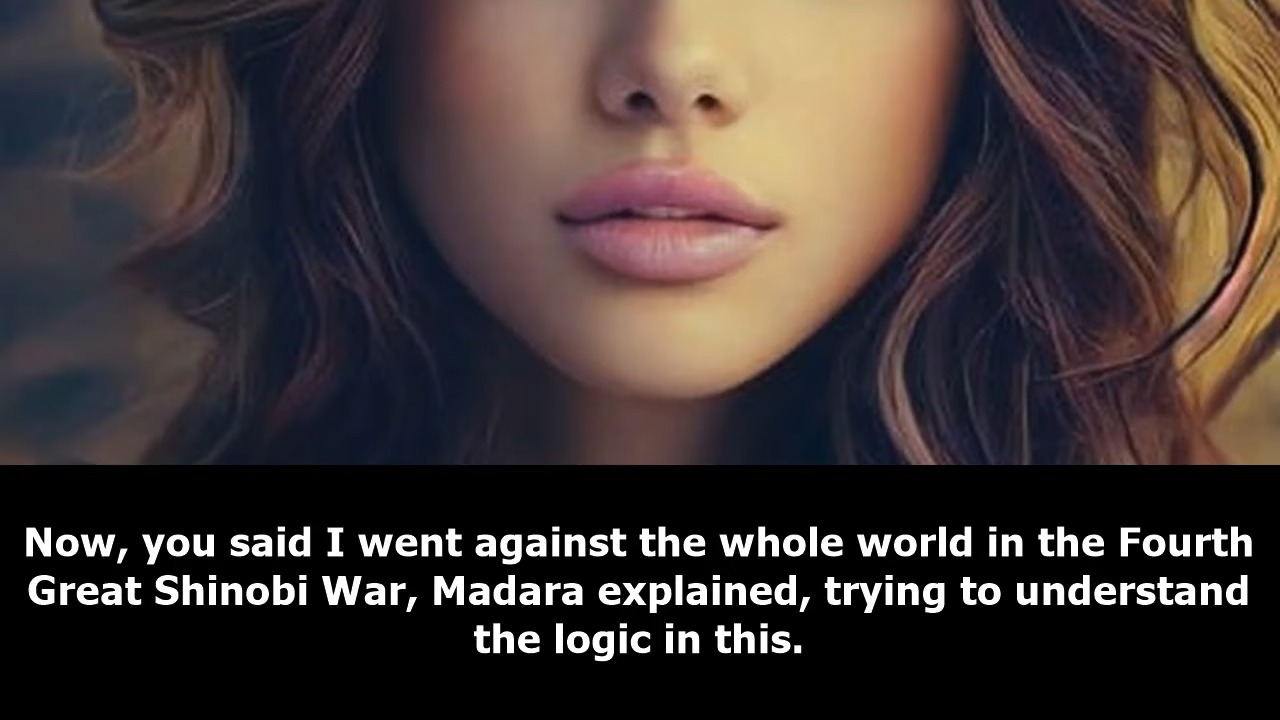 Now, you said I went against the whole world in the Fourth
Great Shinobi War, Madara explained, trying to understand
the logic in this.